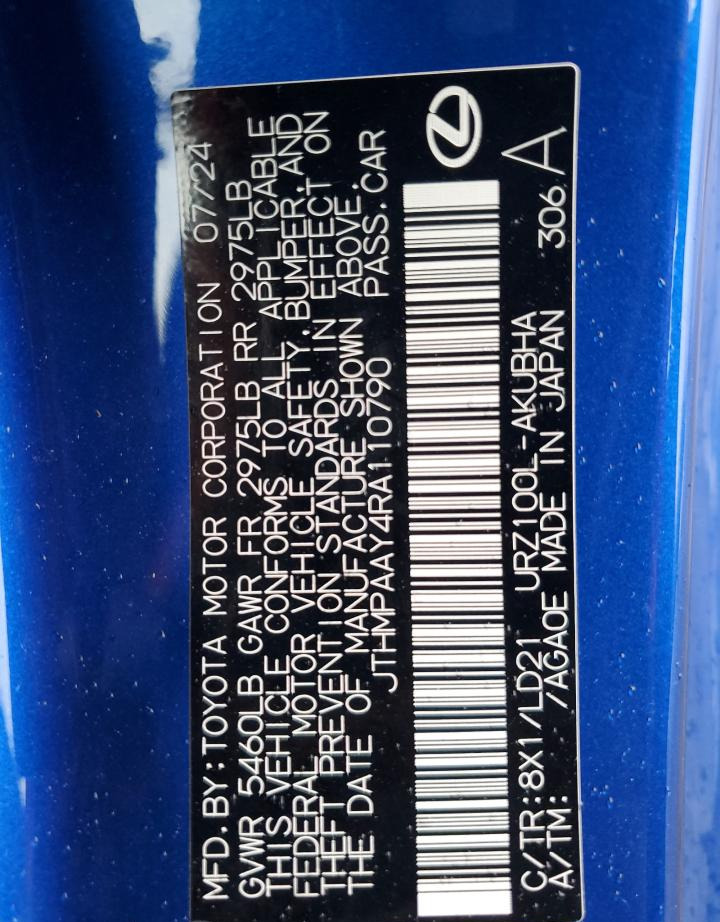 MFD. BY: TOYOTA MOTOR CORPORATION 07/24
GVWR 5460LB GAWR FR 2975LB RR 2975LB
THIS VEHICLE CONFORMS TO ALL APPLICABLE
FEDERAL MOTOR VEHICLE SAFETY, BUMPER, AND
THEFT PREVENTION STANDARDS IN EFFECT ON
THE DATE OF MANUFACTURE SHOWN ABOVE.
JTHMPAAY4RA110790 PASS. CAR
C/TR: 8X1/LD21 URZ100L-AKUBHA
A/TM: /AGA0E MADE IN JAPAN 306 A